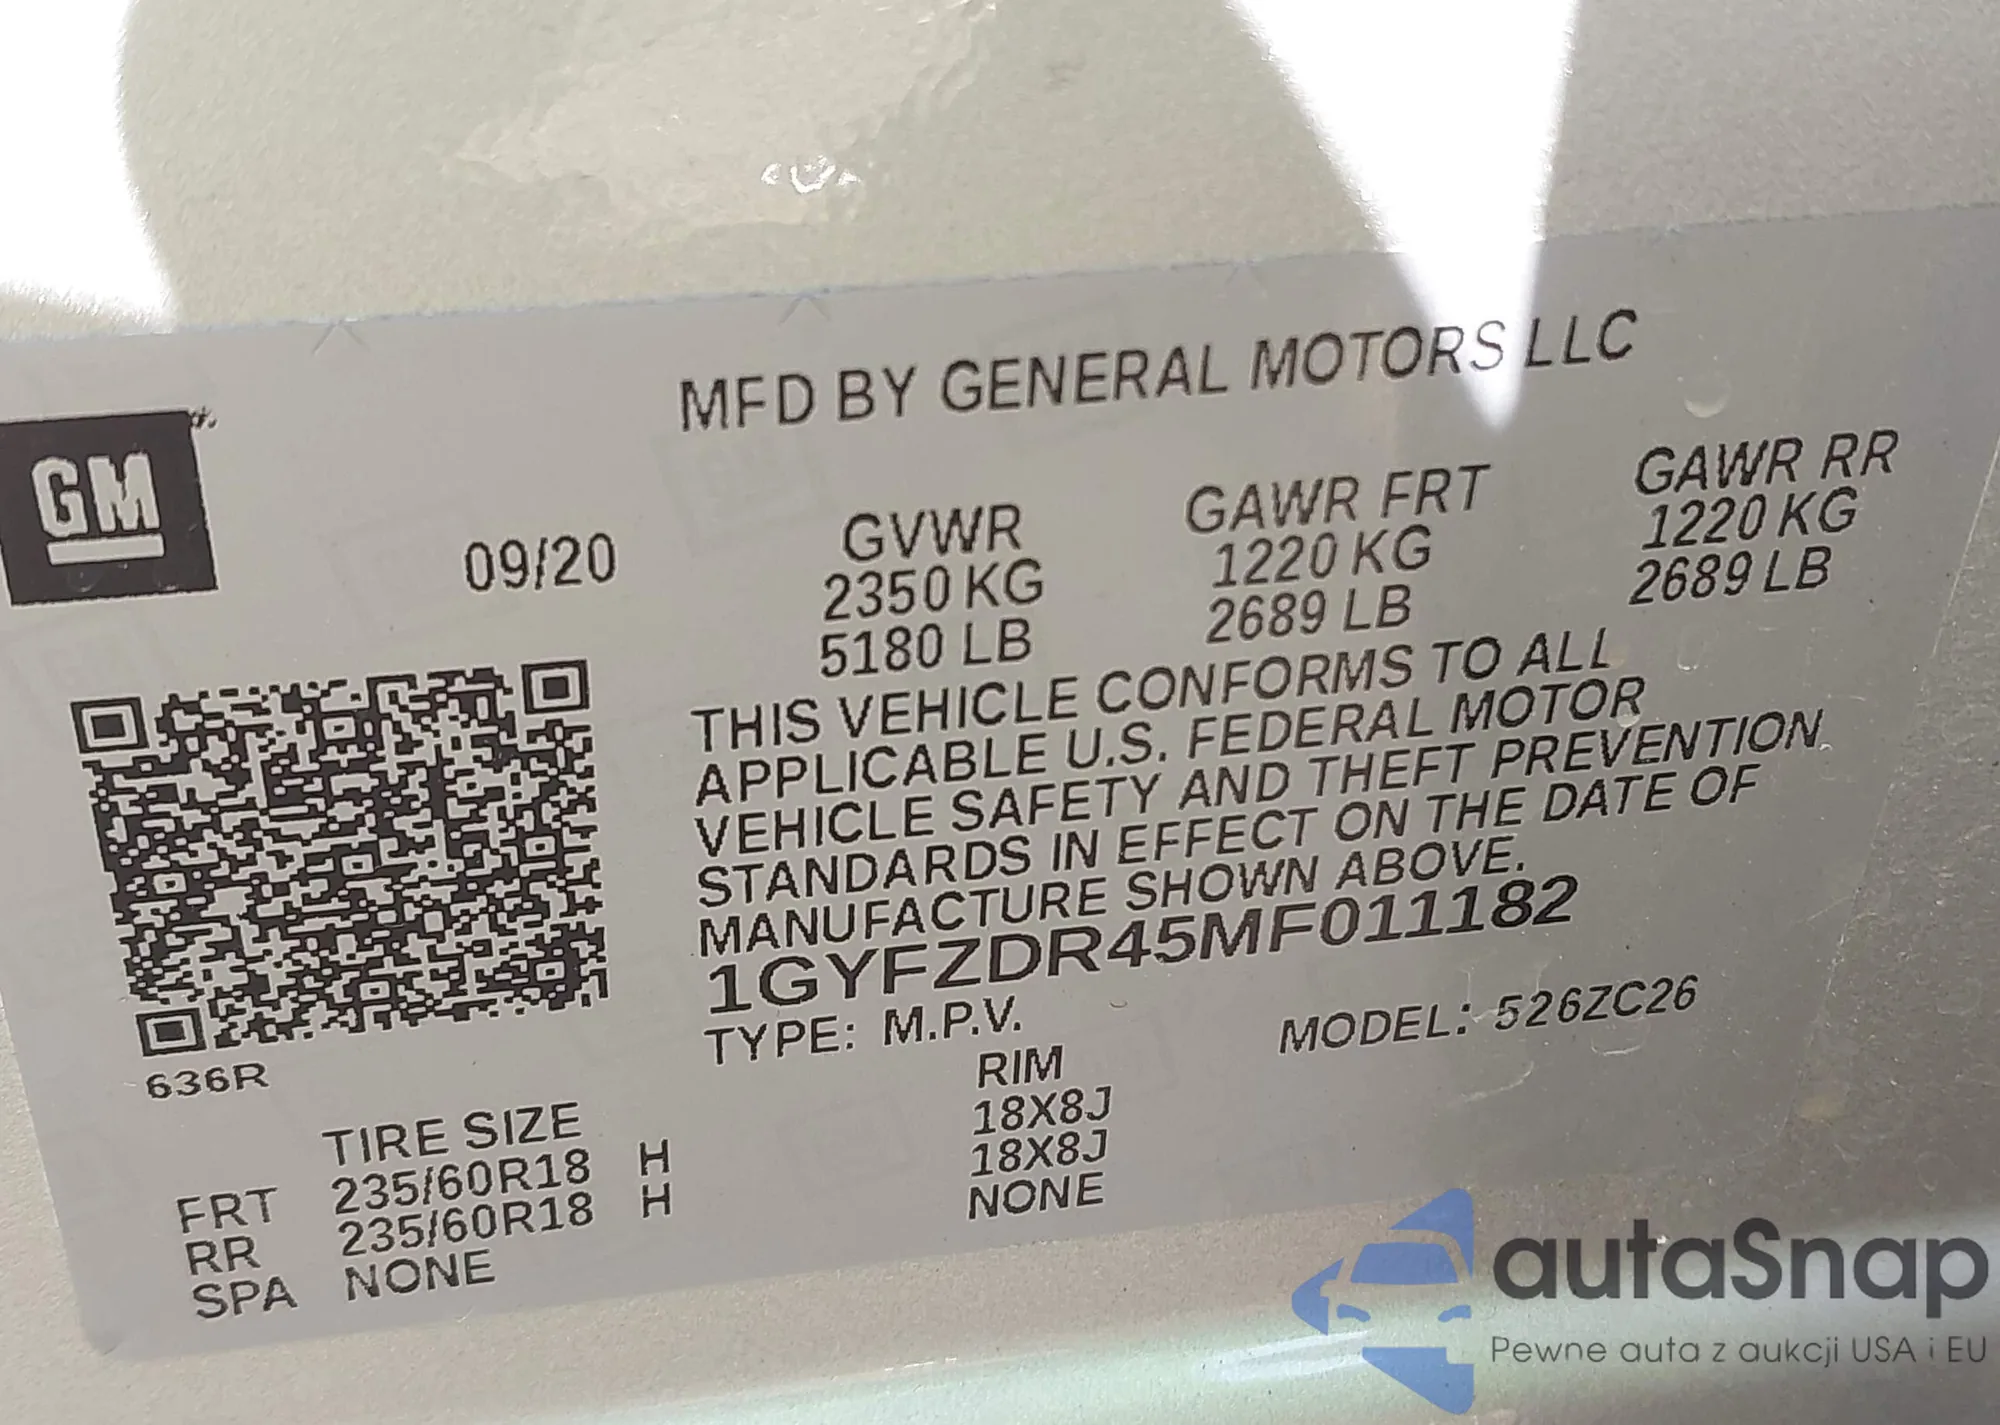 MFD BY GENERAL MOTORS LLC
GM
09/20
GVWR
2350 KG
5180 LB
GAWR FRT
1220 KG
2689 LB
GAWR RR
1220 KG
2689 LB
THIS VEHICLE CONFORMS TO ALL
APPLICABLE U.S. FEDERAL MOTOR
VEHICLE SAFETY AND THEFT PREVENTION
STANDARDS IN EFFECT ON THE DATE OF
MANUFACTURE SHOWN ABOVE.
1GYFZDR45MF011182
TYPE: M.P.V.
MODEL: 526ZC26
636R
TIRE SIZE
RIM
FRT 235/60R18 H 18X8J
RR 235/60R18 H 18X8J
SPA NONE NONE
autaSnap
Pewne auta z aukcji USA i EU